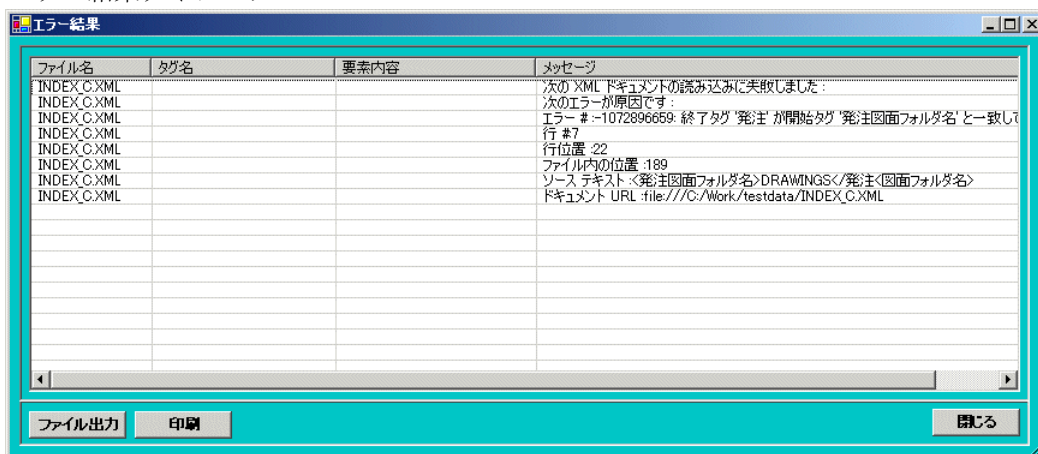 エラー結果
ファイル名 タグ名 要素内容 メッセージ
INDEX_C.XML 次の XML ドキュメントの読み込みに失敗しました :
INDEX_C.XML 次のエラーが原因です :
INDEX_C.XML エラー # :-1072896659: 終了タグ '発注' が開始タグ '発注図面フォルダ名' と一致して
INDEX_C.XML 行 #7
INDEX_C.XML 行位置 :22
INDEX_C.XML ファイル内の位置 :189
INDEX_C.XML ソース テキスト :<発注図面フォルダ名>DRAWINGS</発注<図面フォルダ名>
INDEX_C.XML ドキュメント URL :file:///C:/Work/testdata/INDEX_C.XML
ファイル出力 印刷 閉じる